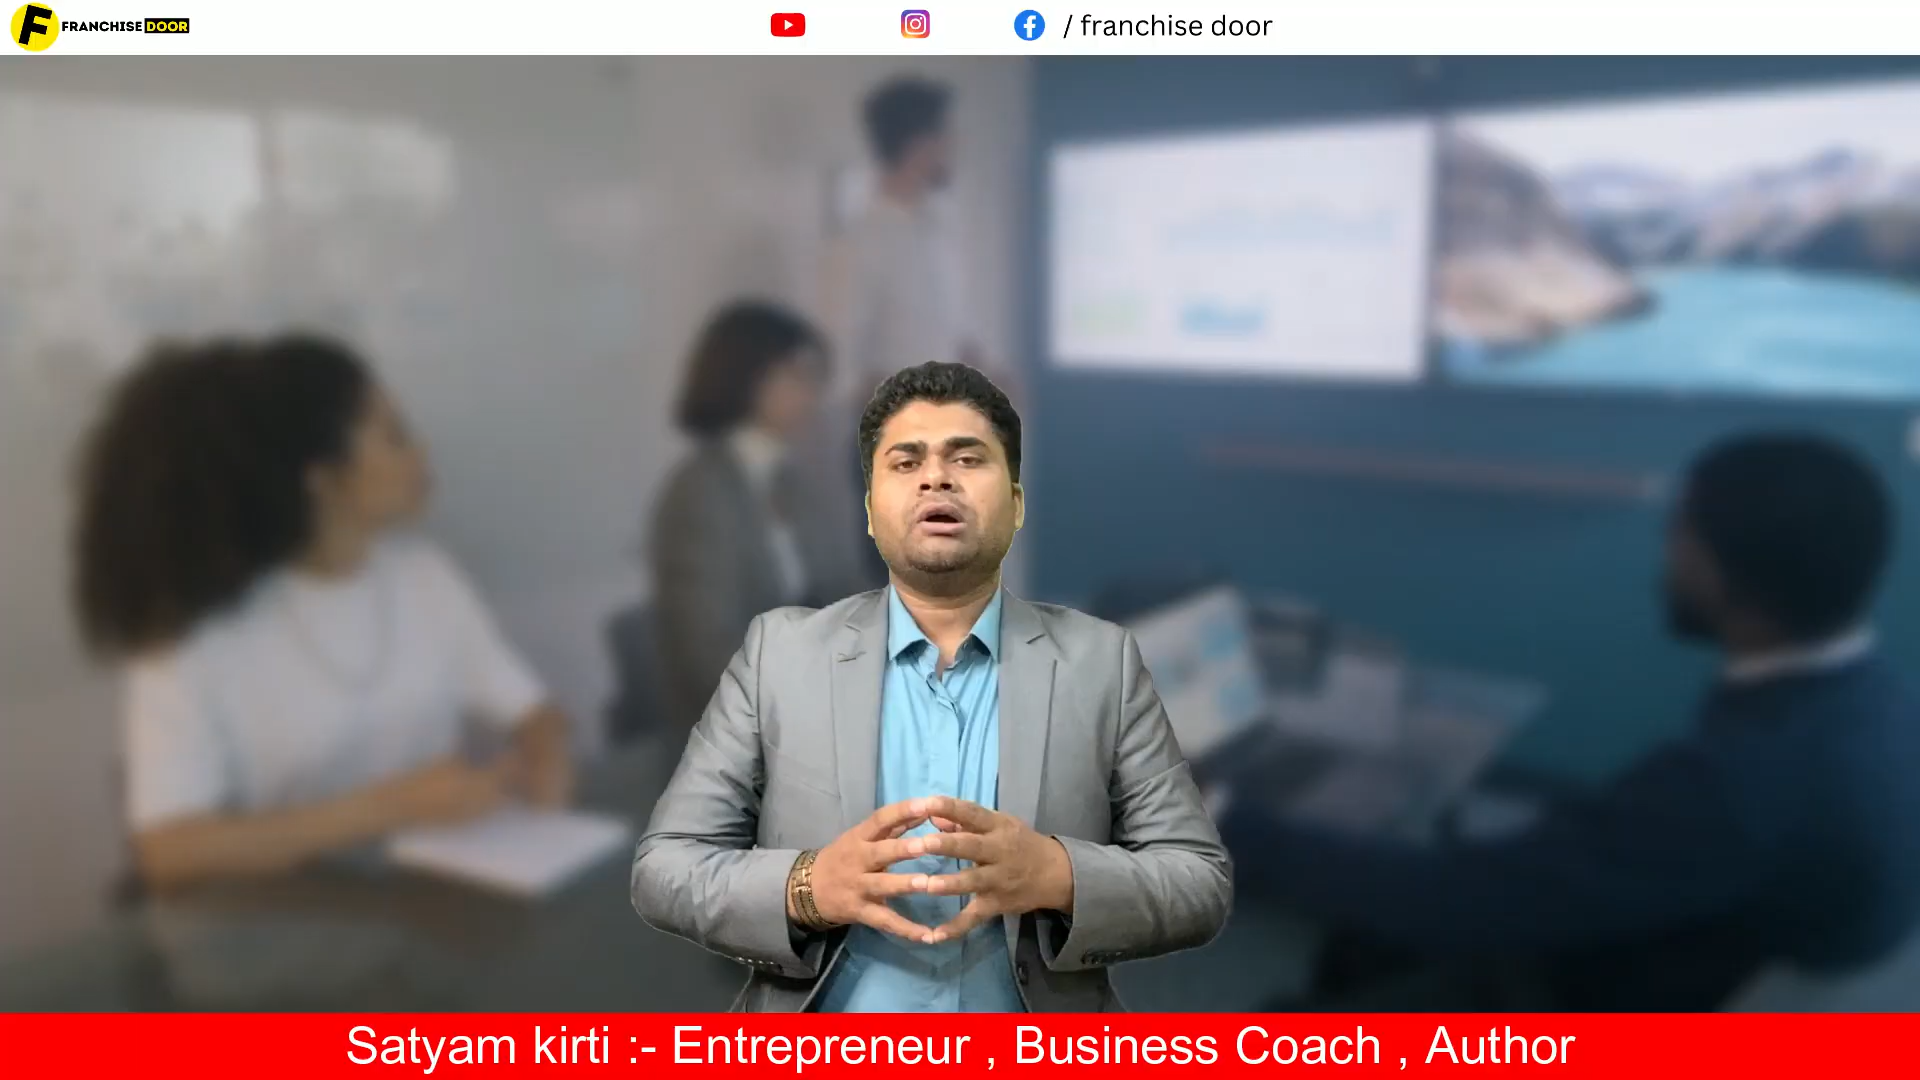 F FRANCHISE DOOR
/ franchise door
Satyam kirti :- Entrepreneur , Business Coach , Author